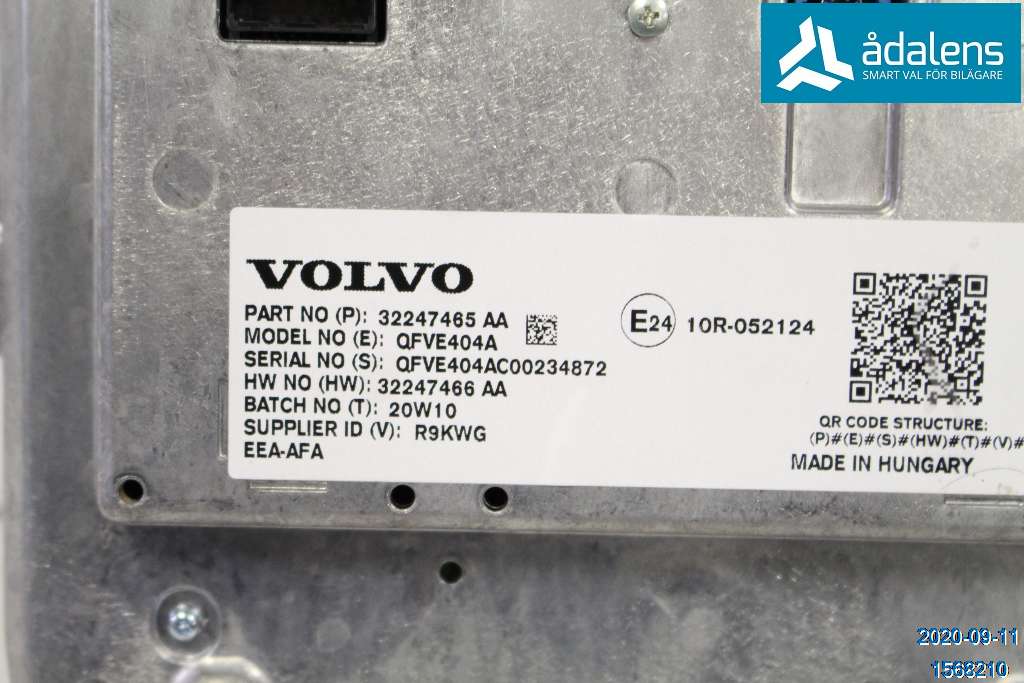 ådalens
SMART VAL FÖR BILÄGARE
VOLVO
PART NO (P): 32247465 AA
MODEL NO (E): QFVE404A
SERIAL NO (S): QFVE404AC00234872
HW NO (HW): 32247466 AA
BATCH NO (T): 20W10
SUPPLIER ID (V): R9KWG
EEA-AFA
E24 10R-052124
QR CODE STRUCTURE:
(P)#(E)#(S)#(HW)#(T)#(V)#
MADE IN HUNGARY
2020-09-11
1568210